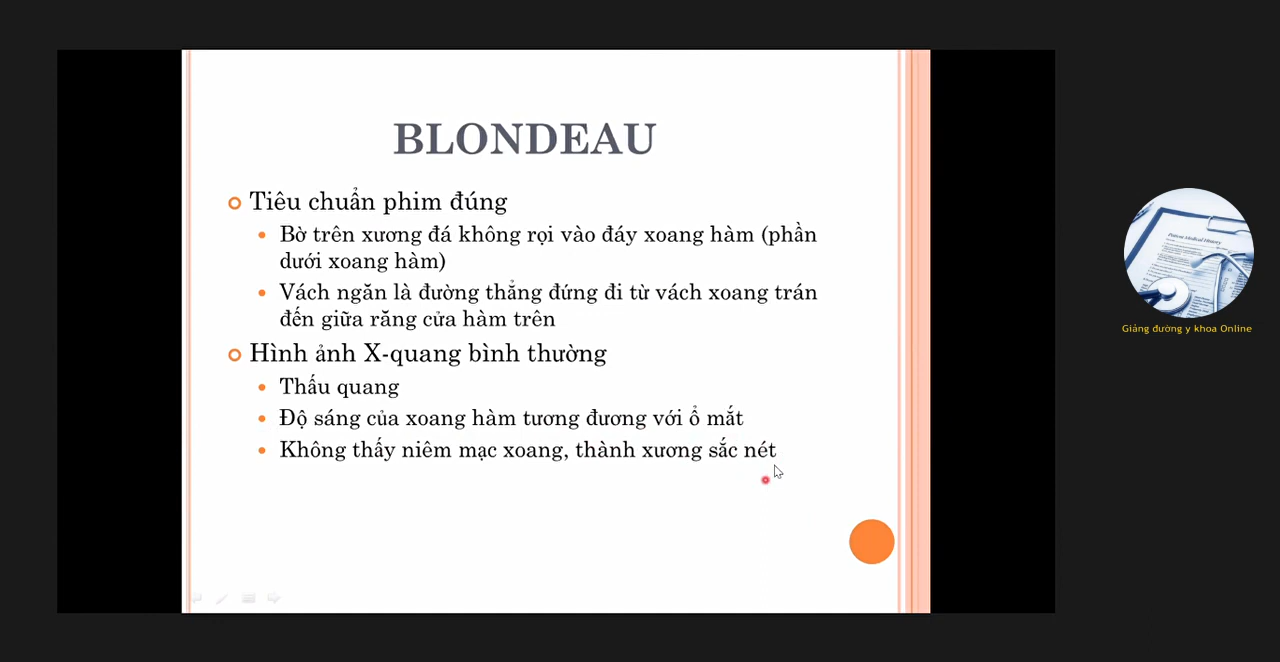 BLONDEAU
Tiêu chuẩn phim đúng
Bờ trên xương đá không rọi vào đáy xoang hàm (phần
dưới xoang hàm)
Vách ngăn là đường thẳng đứng đi từ vách xoang trán
đến giữa răng cửa hàm trên
Hình ảnh X-quang bình thường
Thấu quang
Độ sáng của xoang hàm tương đương với ổ mắt
Không thấy niêm mạc xoang, thành xương sắc nét
Patient Medical History
Giảng đường y khoa Online